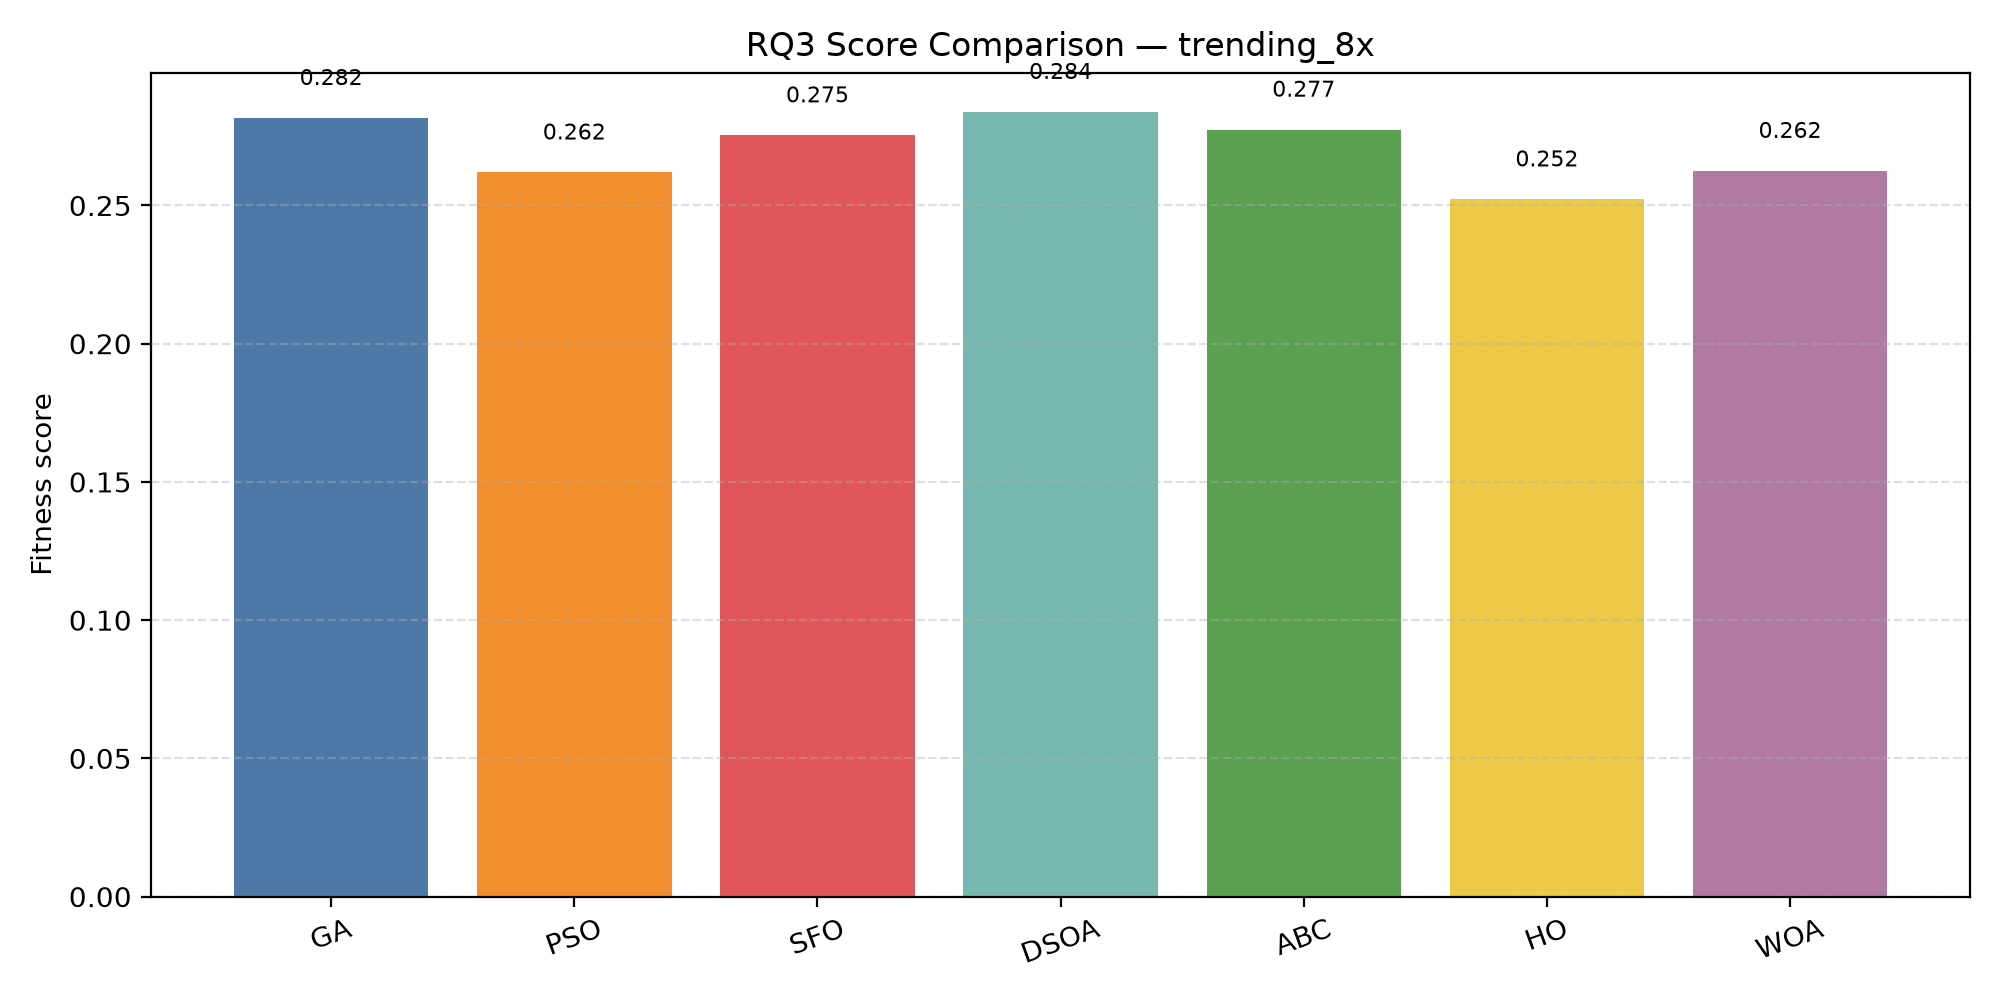 RQ3 Score Comparison — trending_8x
0.282
0.262
0.275
0.284
0.277
0.252
0.262
Fitness score
0.25
0.20
0.15
0.10
0.05
0.00
GA
PSO
SFO
DSOA
ABC
HO
WOA